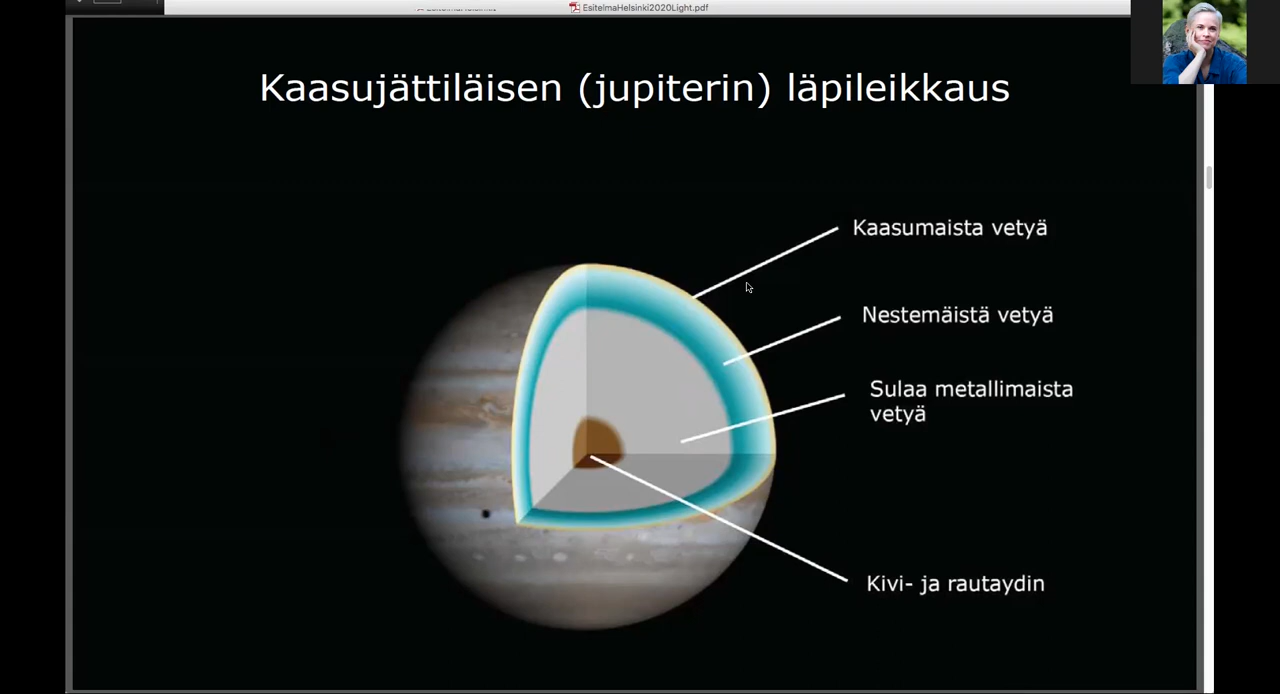 EsitelmaHelsinki2020Light.pdf
Kaasujättiläisen (jupiterin) läpileikkaus
Kaasumaista vetyä
Nestemäistä vetyä
Sulaa metallimaista
vetyä
Kivi- ja rautaydin